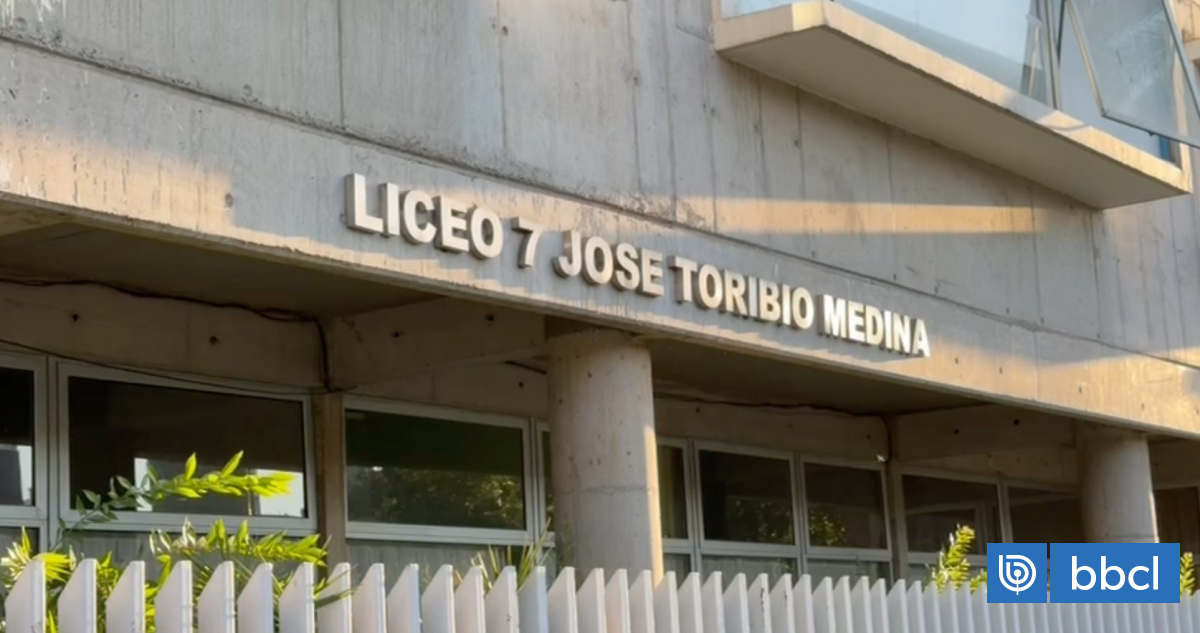 LICEO 7 JOSE TORIBIO MEDINA
bbcl